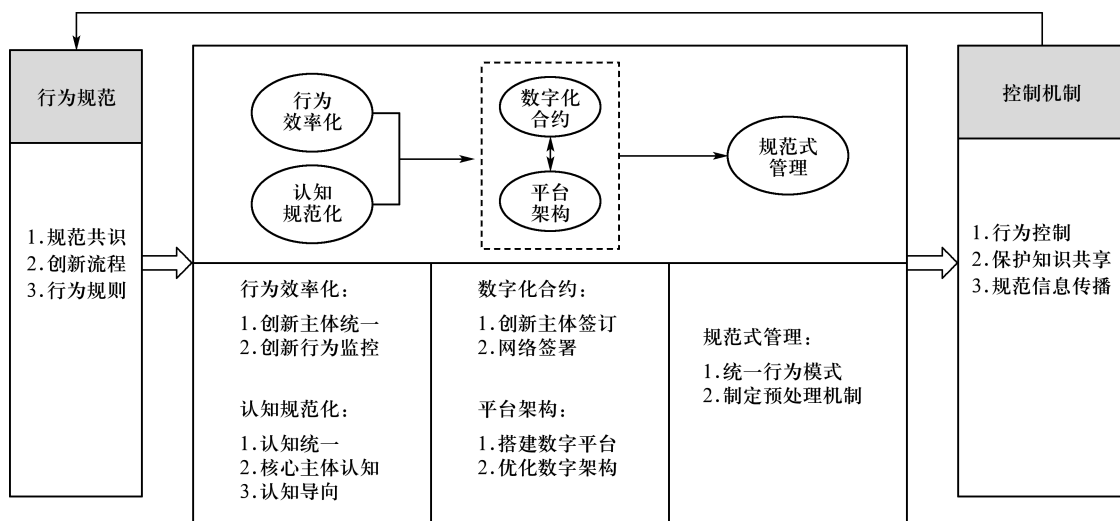 行为规范
1.规范共识
2.创新流程
3.行为规则
行为
效率化
认知
规范化
数字化
合约
平台
架构
规范式
管理
行为效率化：
1.创新主体统一
2.创新行为监控
认知规范化：
1.认知统一
2.核心主体认知
3.认知导向
数字化合约：
1.创新主体签订
2.网络签署
平台架构：
1.搭建数字平台
2.优化数字架构
规范式管理：
1.统一行为模式
2.制定预处理机制
控制机制
1.行为控制
2.保护知识共享
3.规范信息传播